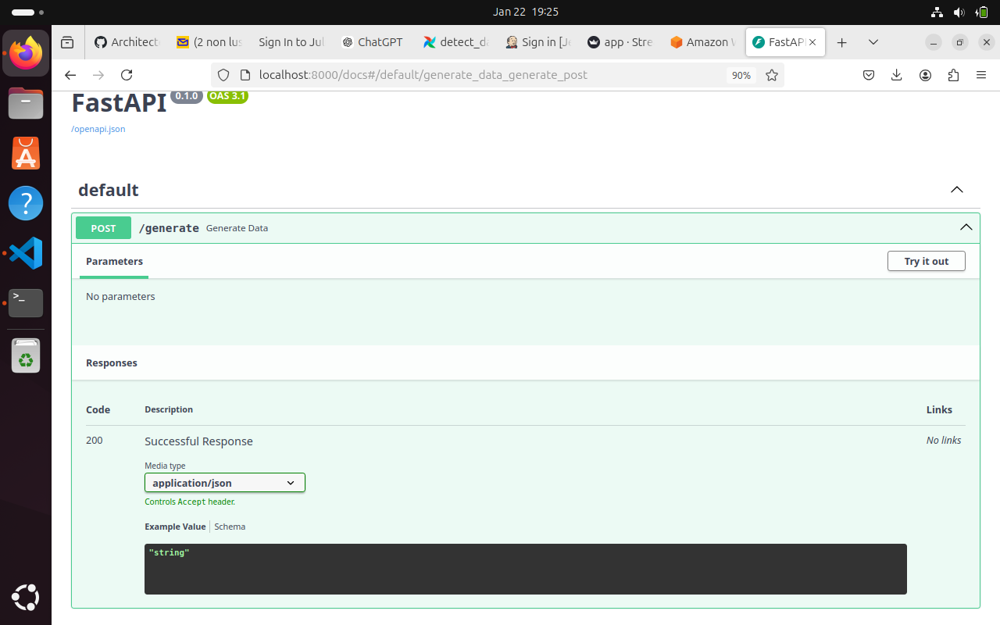 Jan 22 19:25
Architect
(2 non lus
Sign In to Jul
ChatGPT
detect_da
Sign in [Je
app · Stre
Amazon W
FastAPI
localhost:8000/docs#/default/generate_data_generate_post
90%
FastAPI 0.1.0 OAS 3.1
/openapi.json
default
POST /generate Generate Data
Parameters
Try it out
No parameters
Responses
Code Description Links
200 Successful Response No links
Media type
application/json
Controls Accept header.
Example Value Schema
"string"